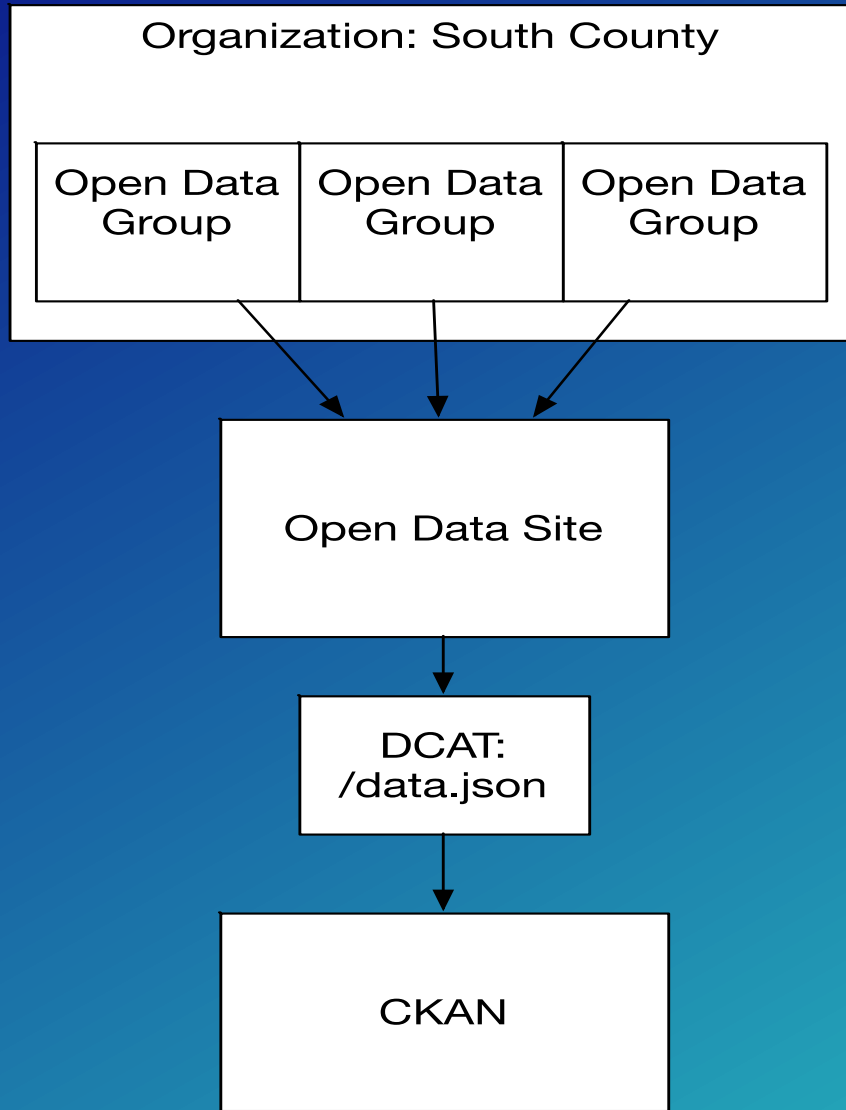 Organization: South County
Open Data
Group
Open Data
Group
Open Data
Group
Open Data Site
DCAT:
/data.json
CKAN